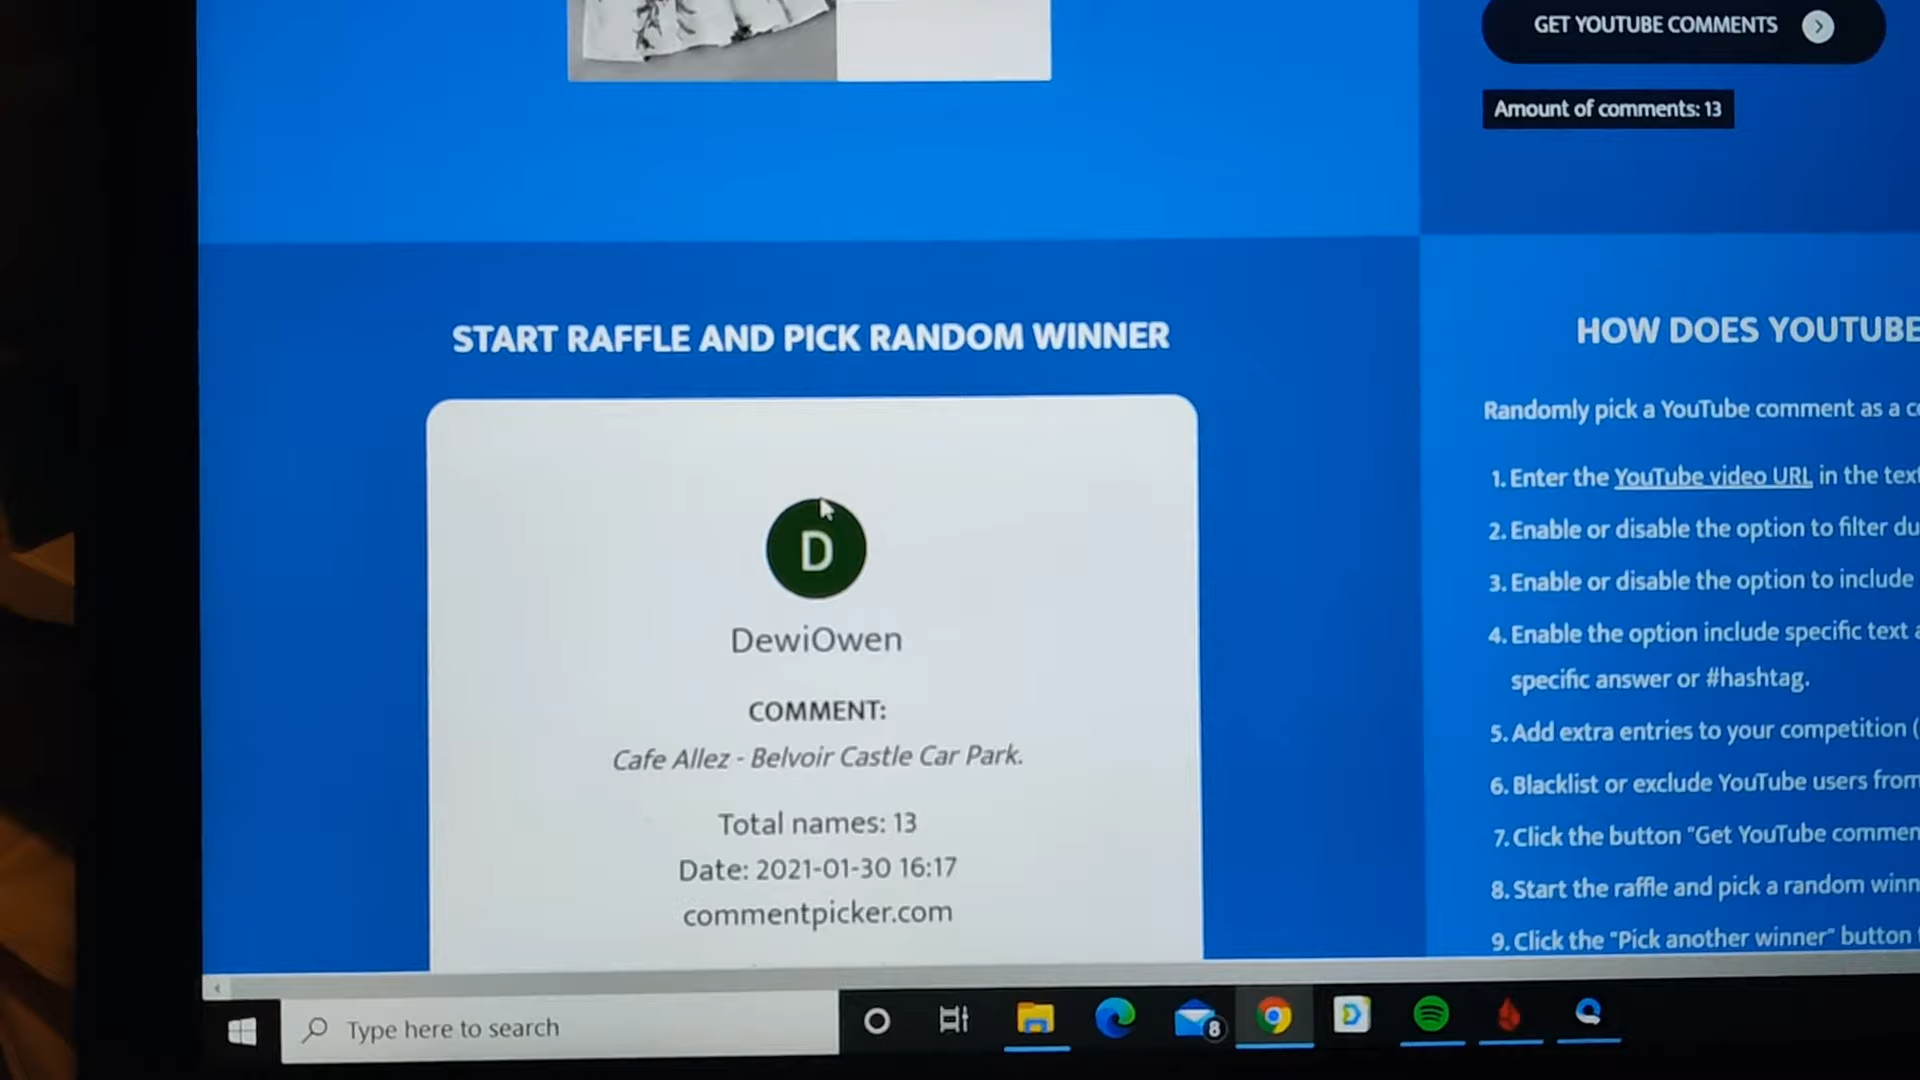 GET YOUTUBE COMMENTS
Amount of comments: 13
START RAFFLE AND PICK RANDOM WINNER
D
DewiOwen
COMMENT:
Cafe Allez - Belvoir Castle Car Park.
Total names: 13
Date: 2021-01-30 16:17
commentpicker.com
HOW DOES YOUTUBE
Randomly pick a YouTube comment as a
1. Enter the YouTube video URL in the
2. Enable or disable the option to filter
3. Enable or disable the option to include
4. Enable the option include specific text
specific answer or #hashtag.
5. Add extra entries to your competition (
6. Blacklist or exclude YouTube users from
7. Click the button "Get YouTube
8. Start the raffle and pick a random
9. Click the "Pick another winner" button
Type here to search
8